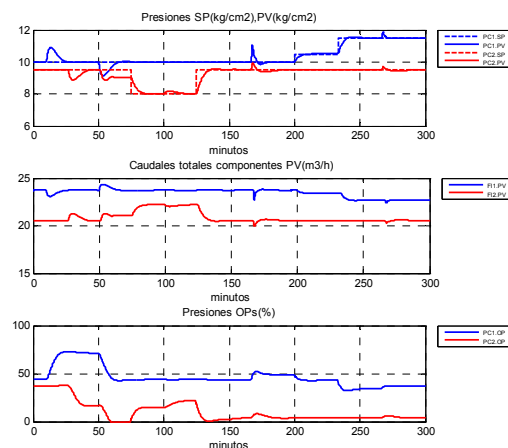 Presiones SP(kg/cm2),PV(kg/cm2)
12
10
8
6
0 50 100 150 200 250 300
minutos
PC1.SP
PC1.PV
PC2.SP
PC2.PV
Caudales totales componentes PV(m3/h)
25
20
15
0 50 100 150 200 250 300
minutos
FI1.PV
FI2.PV
Presiones OPs(%)
100
50
0
0 50 100 150 200 250 300
minutos
PC1.OP
PC2.OP